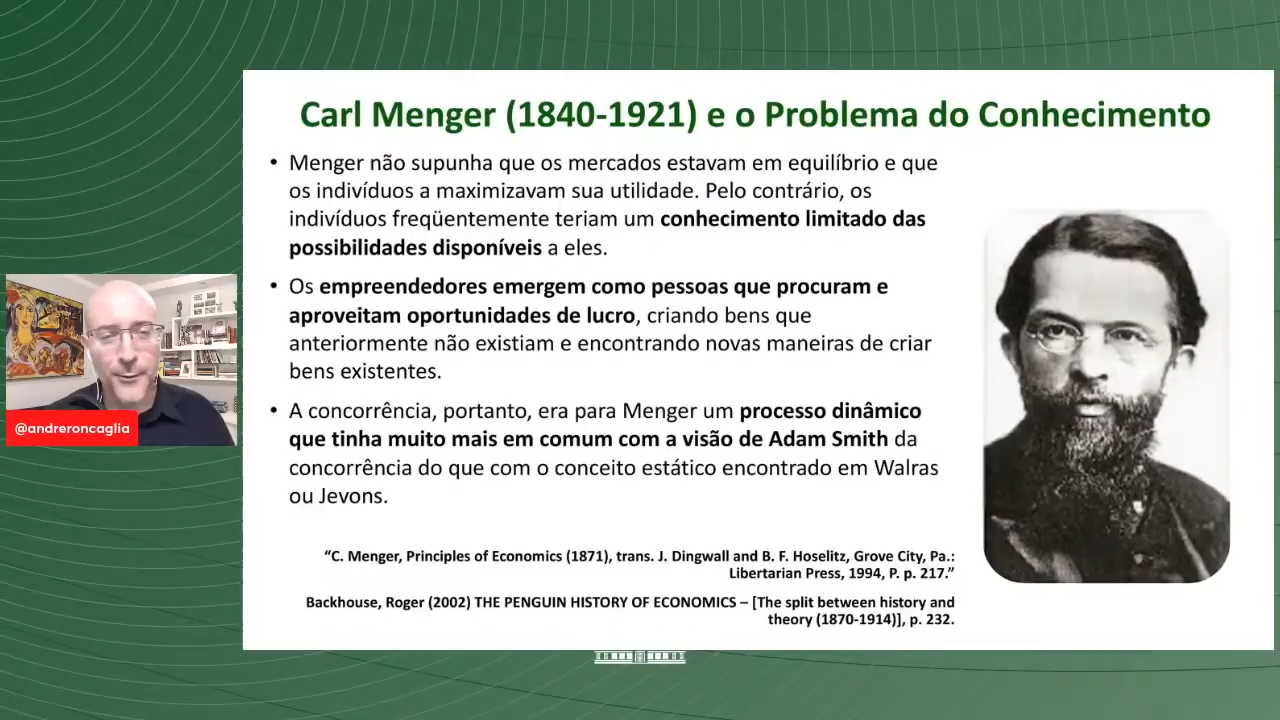 Carl Menger (1840-1921) e o Problema do Conhecimento
• Menger não supunha que os mercados estavam em equilíbrio e que
os indivíduos a maximizavam sua utilidade. Pelo contrário, os
indivíduos freqüentemente teriam um conhecimento limitado das
possibilidades disponíveis a eles.
• Os empreendedores emergem como pessoas que procuram e
aproveitam oportunidades de lucro, criando bens que
anteriormente não existiam e encontrando novas maneiras de criar
bens existentes.
• A concorrência, portanto, era para Menger um processo dinâmico
que tinha muito mais em comum com a visão de Adam Smith da
concorrência do que com o conceito estático encontrado em Walras
ou Jevons.
“C. Menger, Principles of Economics (1871), trans. J. Dingwall and B. F. Hoselitz, Grove City, Pa.:
Libertarian Press, 1994, P. p. 217.”
Backhouse, Roger (2002) THE PENGUIN HISTORY OF ECONOMICS – [The split between history and
theory (1870-1914)], p. 232.
@andreroncaglia